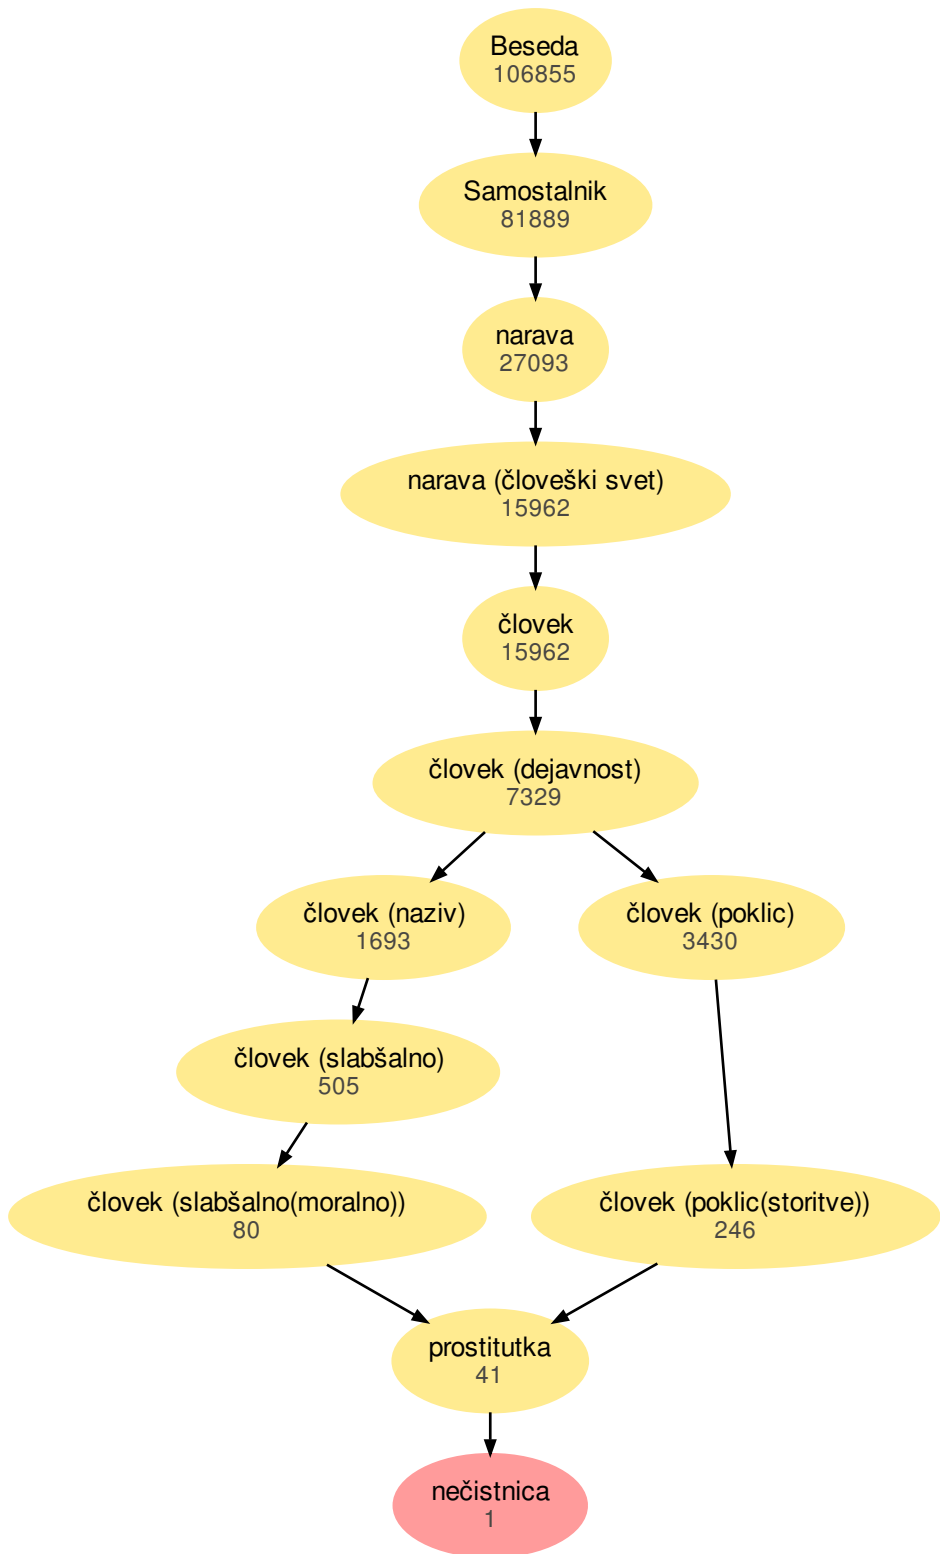 Beseda
106855
Samostalnik
81889
narava
27093
narava (človeški svet)
15962
človek
15962
človek (dejavnost)
7329
človek (naziv)
1693
človek (poklic)
3430
človek (slabšalno)
505
človek (slabšalno(moralno))
80
človek (poklic(storitve))
246
prostitutka
41
nečistnica
1